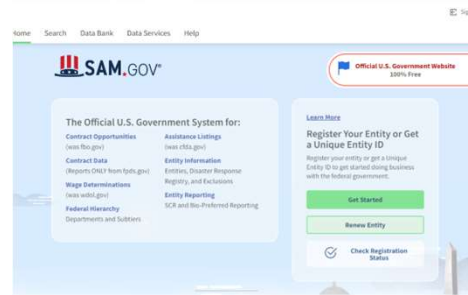 Home Search Data Bank Data Services Help
SAM.GOV®
Official U.S. Government Website
100% Free
The Official U.S. Government System for:
Contract Opportunities
(was fbo.gov)
Contract Data
(Reports ONLY from fpds.gov)
Wage Determinations
(was wdol.gov)
Federal Hierarchy
Departments and Subtiers
Assistance Listings
(was cfda.gov)
Entity Information
Entities, Disaster Response
Registry, and Exclusions
Entity Reporting
SCR and Bio-Preferred Reporting
Learn More
Register Your Entity or Get
a Unique Entity ID
Register your entity or get a Unique
Entity ID to get started doing business
with the federal government.
Get Started
Renew Entity
Check Registration
Status